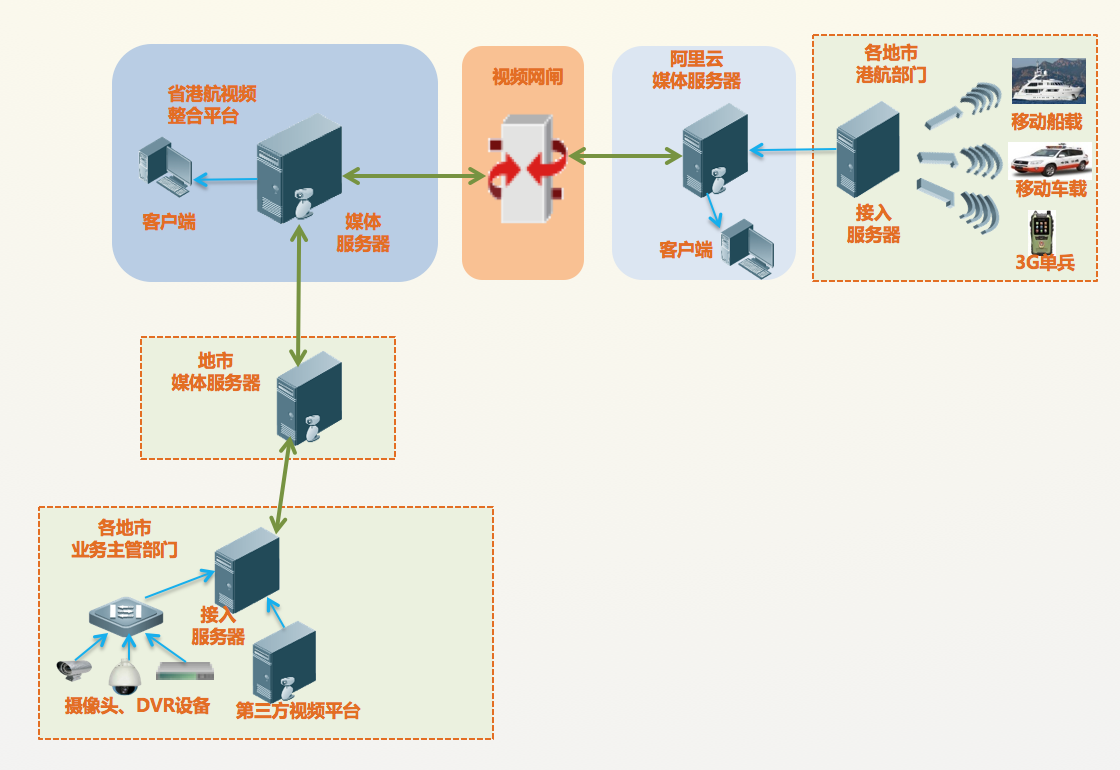 省港航视频
整合平台
客户端
媒体
服务器
视频网闸
阿里云
媒体服务器
客户端
各地市
港航部门
接入
服务器
移动船载
移动车载
3G单兵
地市
媒体服务器
各地市
业务主管部门
接入
服务器
摄像头、DVR设备
第三方视频平台